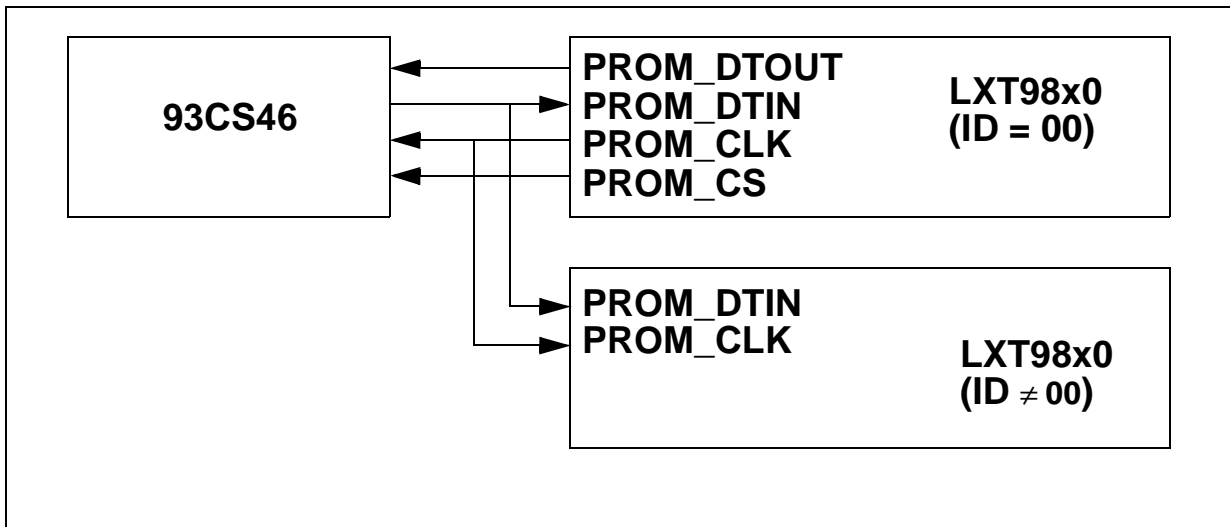 93CS46
PROM_DTOUT
PROM_DTIN
PROM_CLK
PROM_CS
LXT98x0
(ID = 00)
PROM_DTIN
PROM_CLK
LXT98x0
(ID ≠ 00)